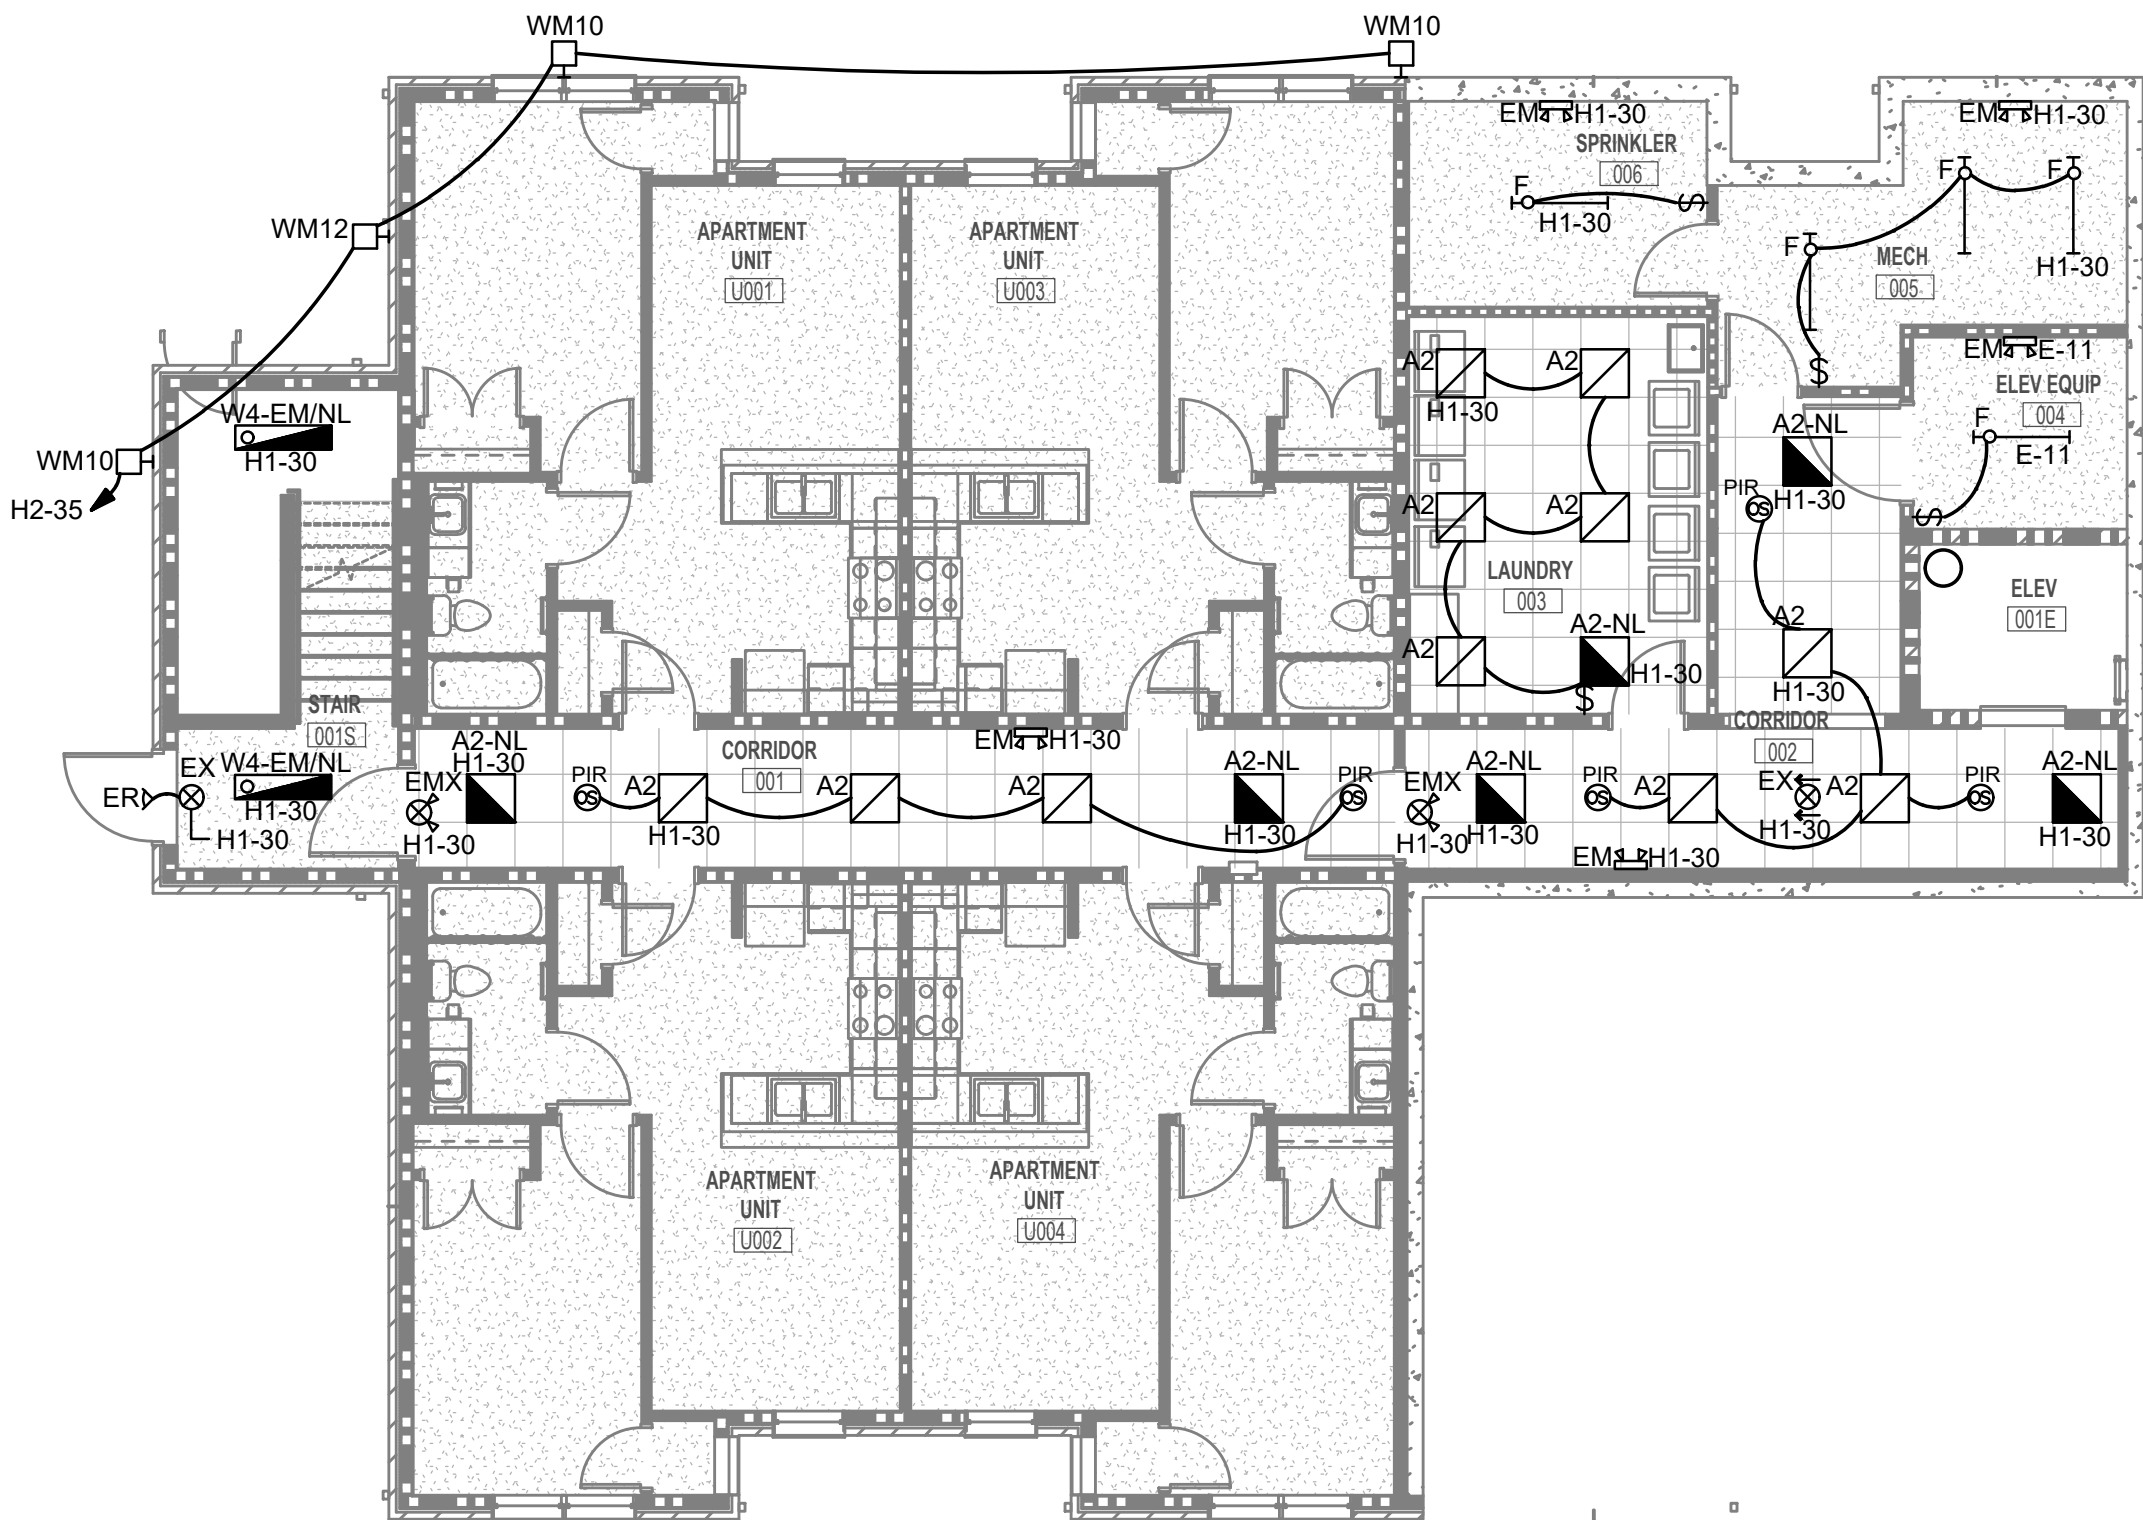 WM10
WM10
EM
H1-30
EM
H1-30
SPRINKLER
006
F
H1-30
$
F
F
WM12
APARTMENT
UNIT
U001
APARTMENT
UNIT
U003
F
MECH
005
H1-30
EM
E-11
A2
A2
H1-30
$
ELEV EQUIP
004
W4-EM/NL
H1-30
A2-NL
H1-30
F
E-11
WM10
H2-35
PIR
OS
$
A2
A2
LAUNDRY
003
ELEV
001E
A2
A2-NL
H1-30
$
A2
H1-30
STAIR
001S
CORRIDOR
002
A2-NL
H1-30
CORRIDOR
001
EM
H1-30
EX
W4-EM/NL
H1-30
ER
H1-30
EMX
H1-30
PIR
OS
A2
H1-30
A2
A2
A2-NL
H1-30
PIR
OS
EMX
H1-30
A2-NL
H1-30
PIR
OS
A2
EX
H1-30
A2
PIR
OS
A2-NL
H1-30
EM
H1-30
APARTMENT
UNIT
U002
APARTMENT
UNIT
U004